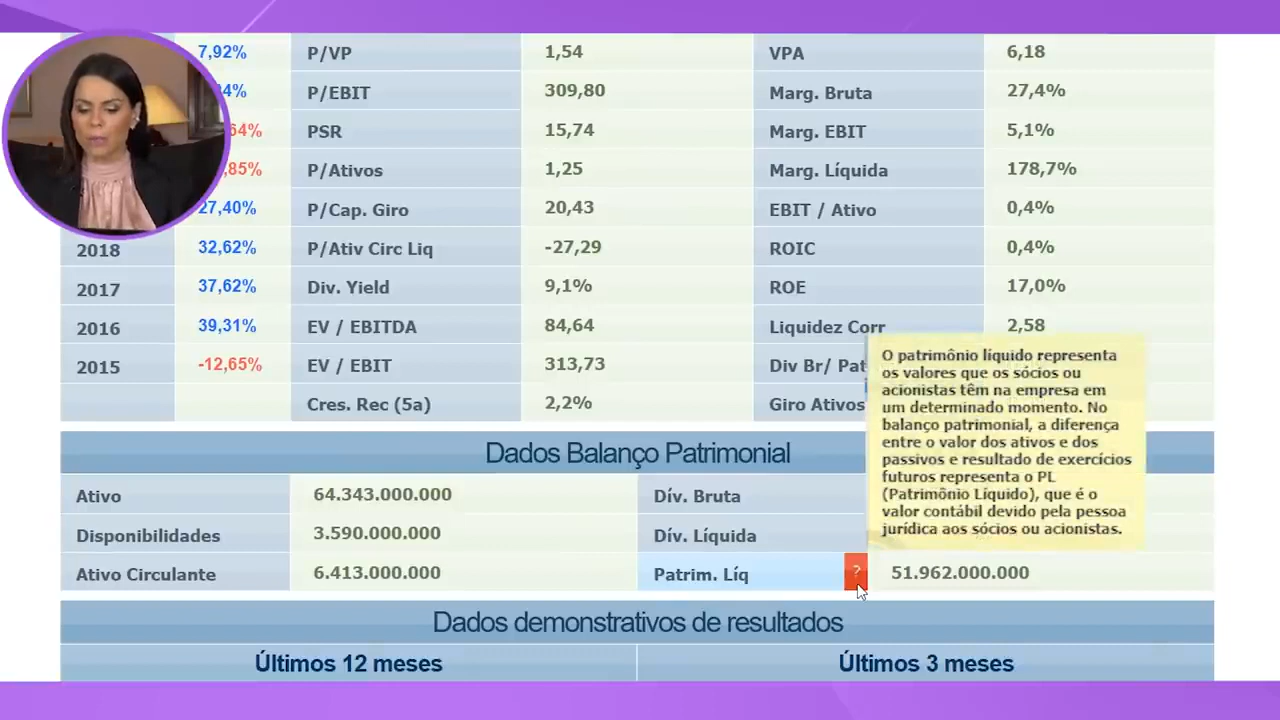 7,92% P/VP 1,54 VPA 6,18
4% P/EBIT 309,80 Marg. Bruta 27,4%
64% PSR 15,74 Marg. EBIT 5,1%
,85% P/Ativos 1,25 Marg. Líquida 178,7%
27,40% P/Cap. Giro 20,43 EBIT / Ativo 0,4%
2018 32,62% P/Ativ Circ Liq -27,29 ROIC 0,4%
2017 37,62% Div. Yield 9,1% ROE 17,0%
2016 39,31% EV / EBITDA 84,64 Liquidez Corr 2,58
2015 -12,65% EV / EBIT 313,73 Div Br/ Pat
Cres. Rec (5a) 2,2% Giro Ativos
O patrimônio líquido representa
os valores que os sócios ou
acionistas têm na empresa em
um determinado momento. No
balanço patrimonial, a diferença
entre o valor dos ativos e dos
passivos e resultado de exercícios
futuros representa o PL
(Patrimônio Líquido), que é o
valor contábil devido pela pessoa
jurídica aos sócios ou acionistas.
Dados Balanço Patrimonial
Ativo 64.343.000.000 Dív. Bruta
Disponibilidades 3.590.000.000 Dív. Líquida
Ativo Circulante 6.413.000.000 Patrim. Líq ? 51.962.000.000
Dados demonstrativos de resultados
Últimos 12 meses Últimos 3 meses